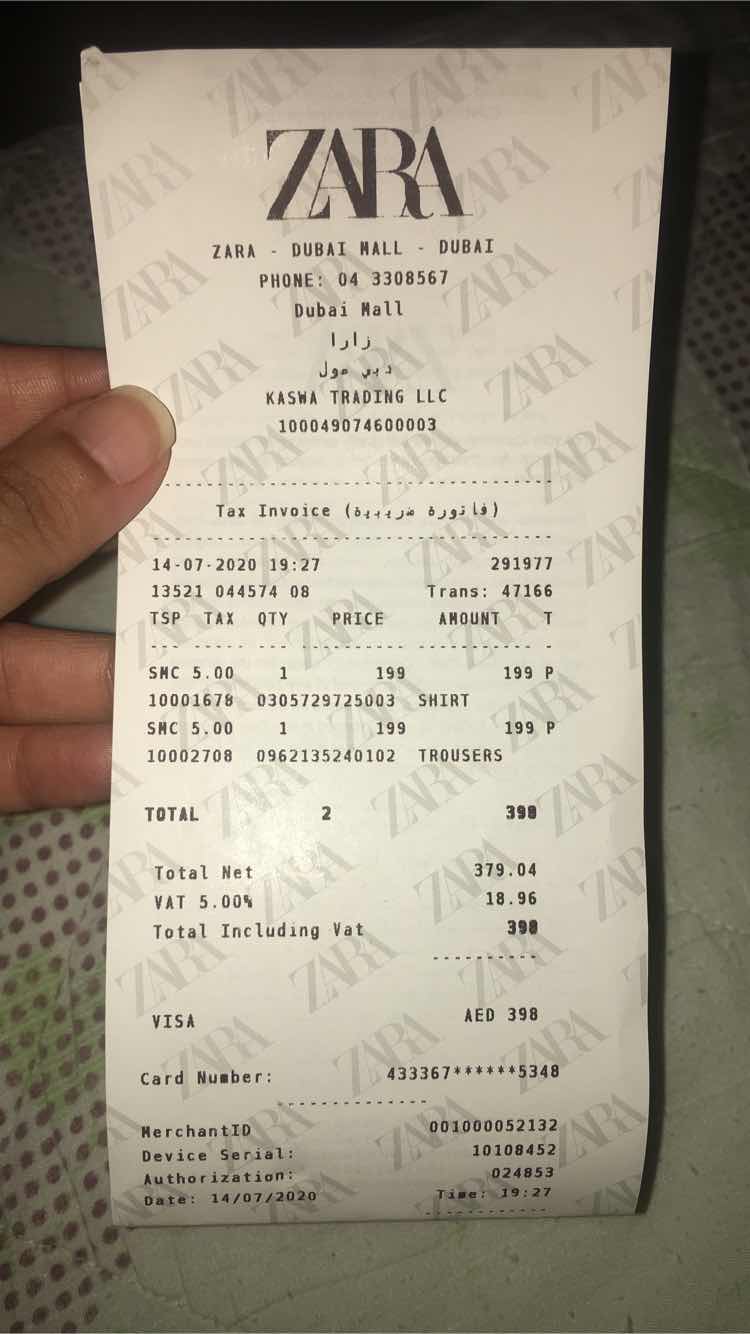 ZARA
ZARA - DUBAI MALL - DUBAI
PHONE: 04 3308567
Dubai Mall
زارا
دبي مول
KASWA TRADING LLC
100049074600003
Tax Invoice (فاتورة ضريبية)
14-07-2020 19:27 291977
13521 044574 08 Trans: 47166
TSP TAX QTY PRICE AMOUNT T
SMC 5.00 1 199 199 P
10001678 0305729725003 SHIRT
SMC 5.00 1 199 199 P
10002708 0962135240102 TROUSERS
TOTAL 2 398
Total Net 379.04
VAT 5.00% 18.96
Total Including Vat 398
VISA AED 398
Card Number: 433367******5348
MerchantID 001000052132
Device Serial: 10108452
Authorization: 024853
Date: 14/07/2020 Time: 19:27